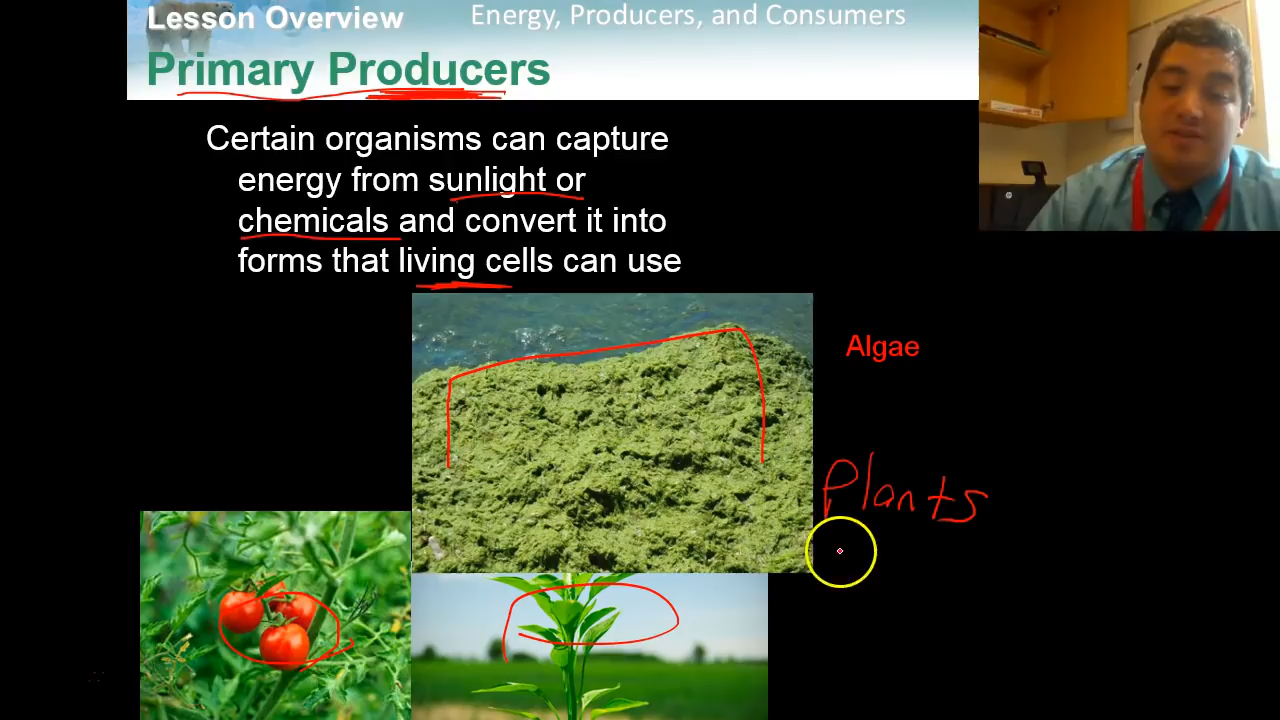 Lesson Overview
Energy, Producers, and Consumers
Primary Producers
Certain organisms can capture
energy from sunlight or
chemicals and convert it into
forms that living cells can use
Algae
Plants